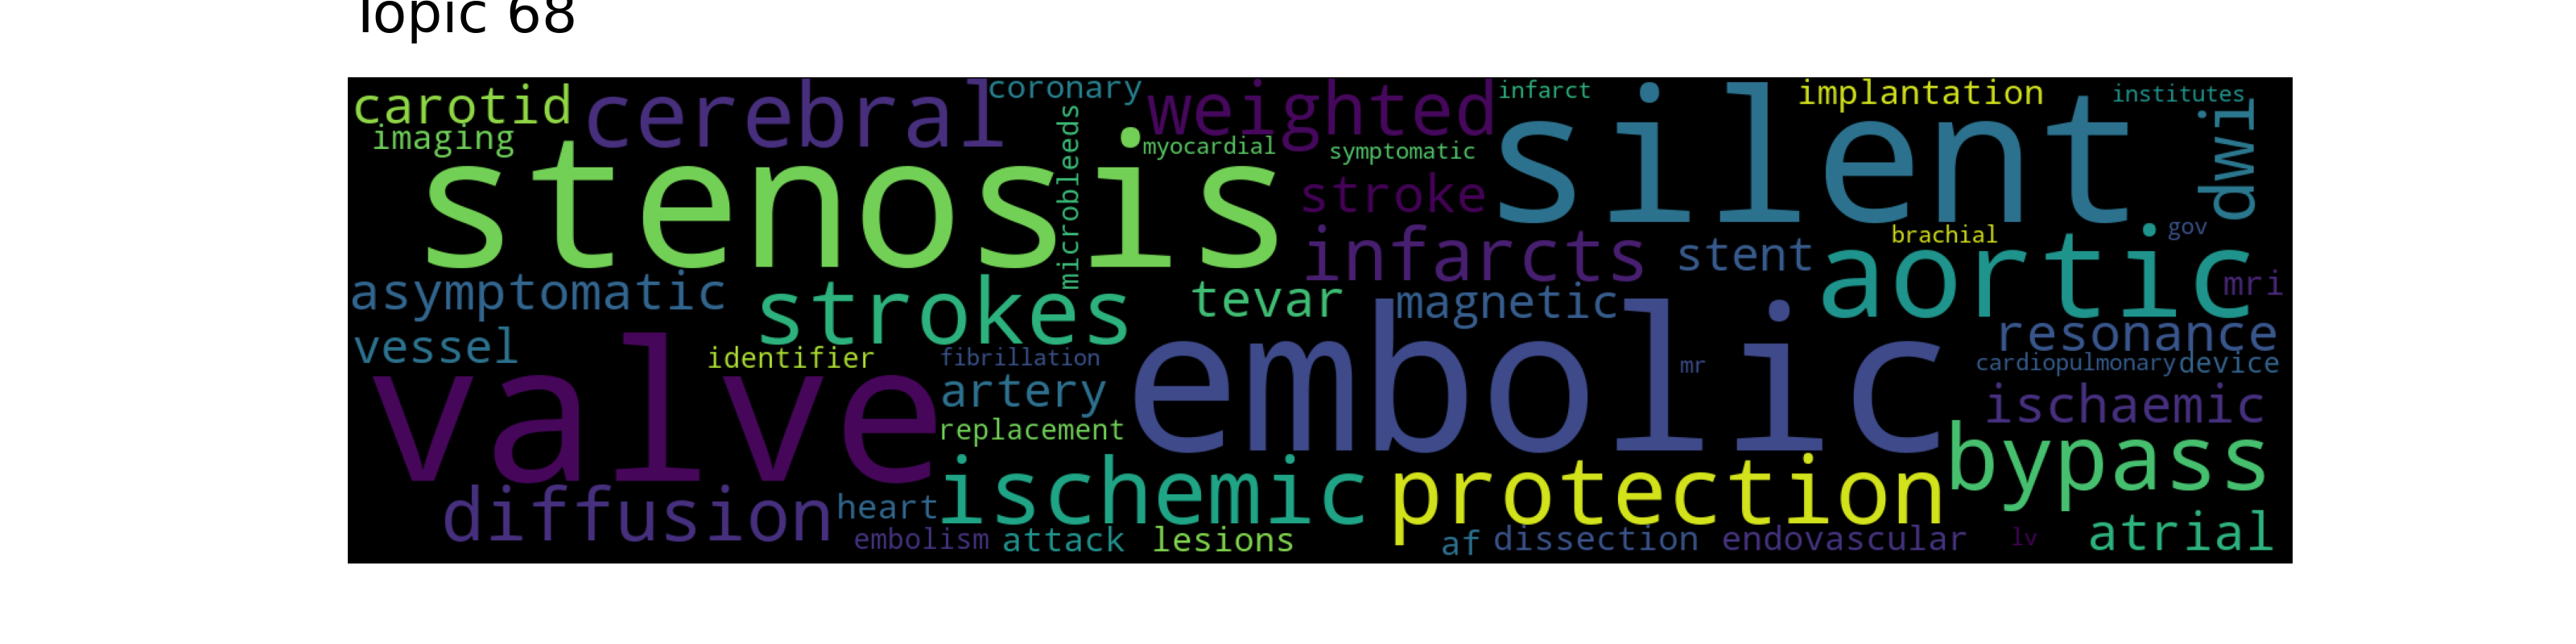 Topic 68
carotid
cerebral
coronary
weighted
infarct
silent
implantation
institutes
imaging
stenosis
microbleeds
myocardial
symptomatic
dwi
stroke
brachial
gov
infarcts
stent
aortic
mri
asymptomatic
strokes
tevar
magnetic
resonance
vessel
identifier
fibrillation
embolic
mr
cardiopulmonary
device
valve
artery
ischaemic
replacement
bypass
diffusion
heart
ischemic
protection
embolism
attack
lesions
af
dissection
endovascular
lv
atrial